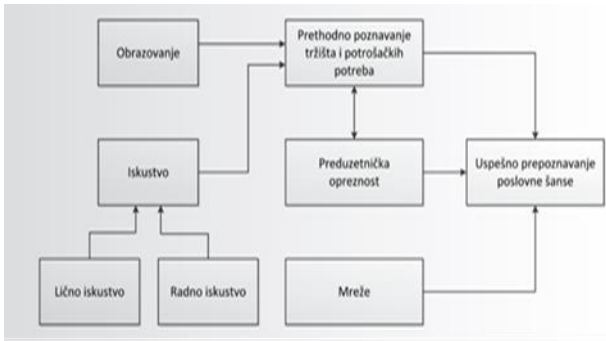 Obrazovanje
Prethodno poznavanje
tržišta i potrošačkih
potreba
Iskustvo
Preduzetnička
opreznost
Uspešno prepoznavanje
poslovne šanse
Lično iskustvo
Radno iskustvo
Mreže